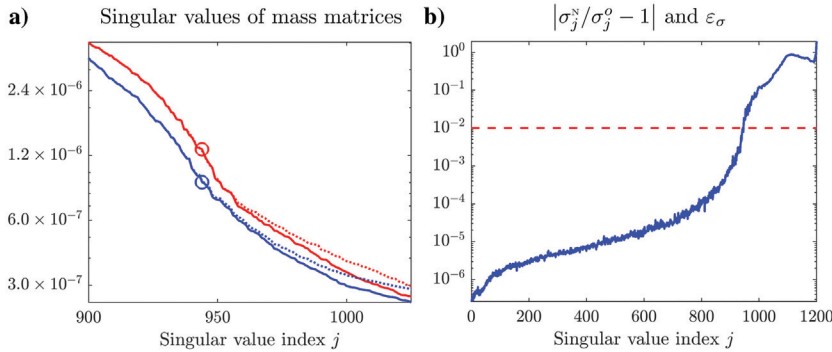 a) Singular values of mass matrices
2.4 × 10⁻⁶
1.2 × 10⁻⁶
6.0 × 10⁻⁷
3.0 × 10⁻⁷
900 950 1000
Singular value index j
b) |σⱼᴺ/σⱼᵒ − 1| and ε_σ
10⁰
10⁻¹
10⁻²
10⁻³
10⁻⁴
10⁻⁵
10⁻⁶
0 200 400 600 800 1000 1200
Singular value index j